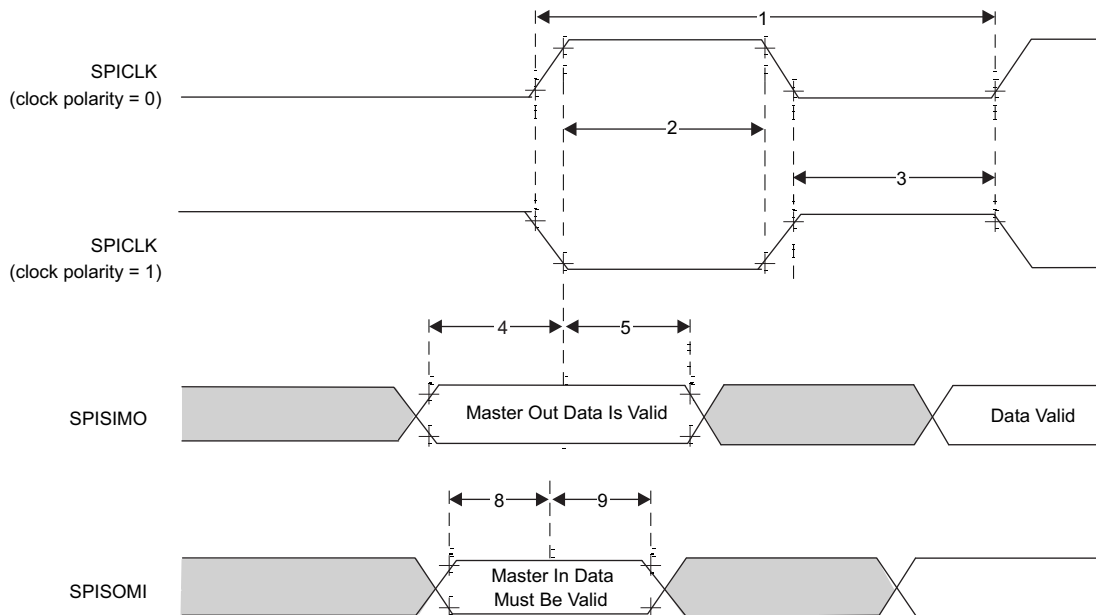 1
SPICLK
(clock polarity = 0)
2
3
SPICLK
(clock polarity = 1)
4
5
SPISIMO
Master Out Data Is Valid
Data Valid
8
9
SPISOMI
Master In Data
Must Be Valid